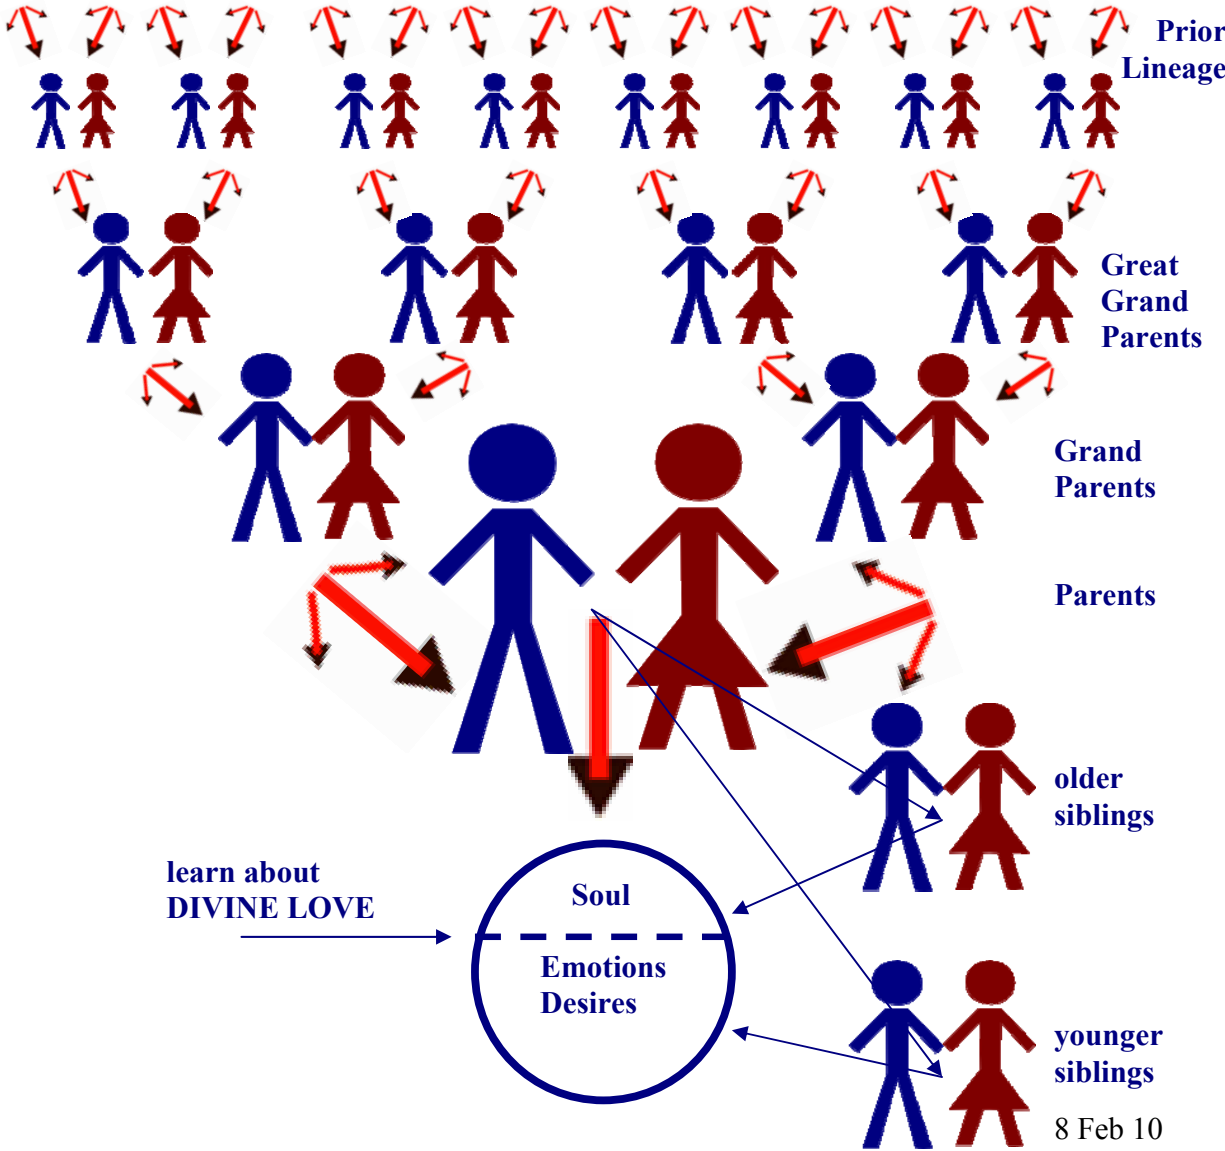 Prior
Lineage
Great
Grand
Parents
Grand
Parents
Parents
older
siblings
learn about
DIVINE LOVE
Soul
Emotions
Desires
younger
siblings
8 Feb 10